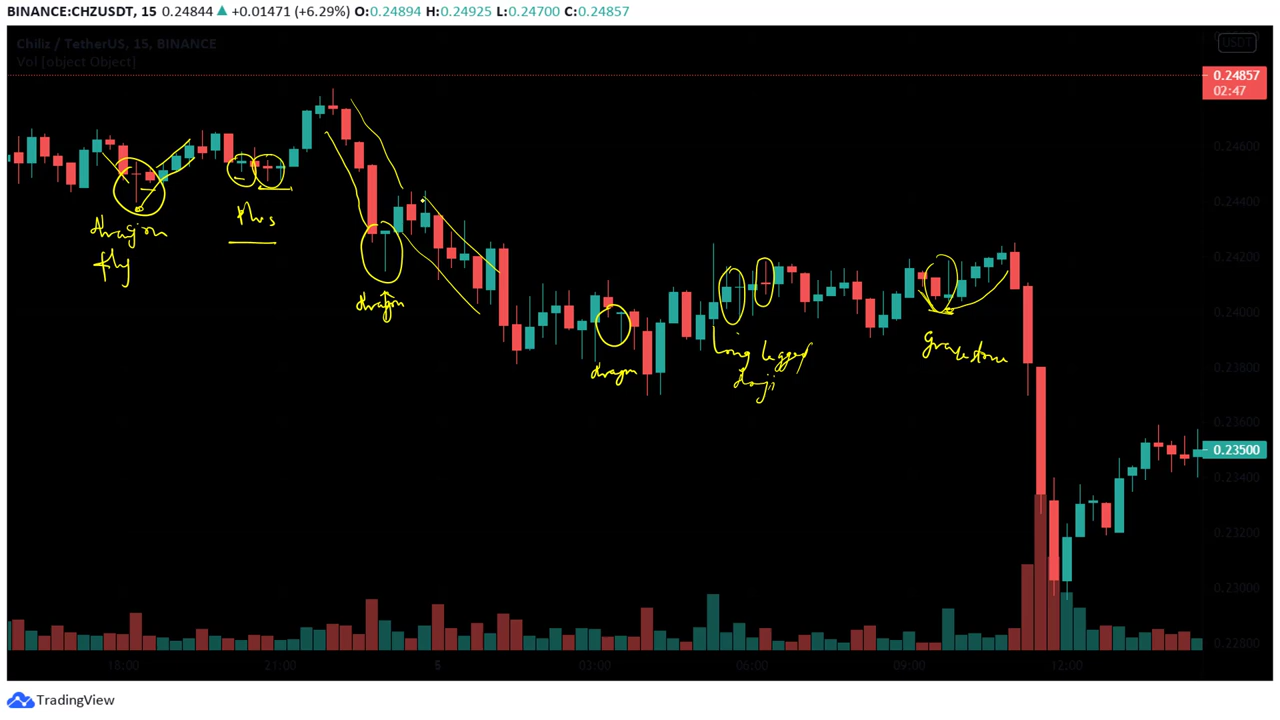 BINANCE:CHZUSDT, 15 0.24844 ▲ +0.01471 (+6.29%) O:0.24894 H:0.24925 L:0.24700 C:0.24857
Chiliz / TetherUS, 15, BINANCE
Vol [object Object]
USDT
0.24857
02:47
0.24600
0.24400
0.24200
0.24000
0.23800
0.23600
0.23500
0.23400
0.23200
0.23000
0.22800
dragon
fly
Plus
dragon
dragon
Long legged
doji
Gravestone
18:00 21:00 5 03:00 06:00 09:00 12:00
TradingView